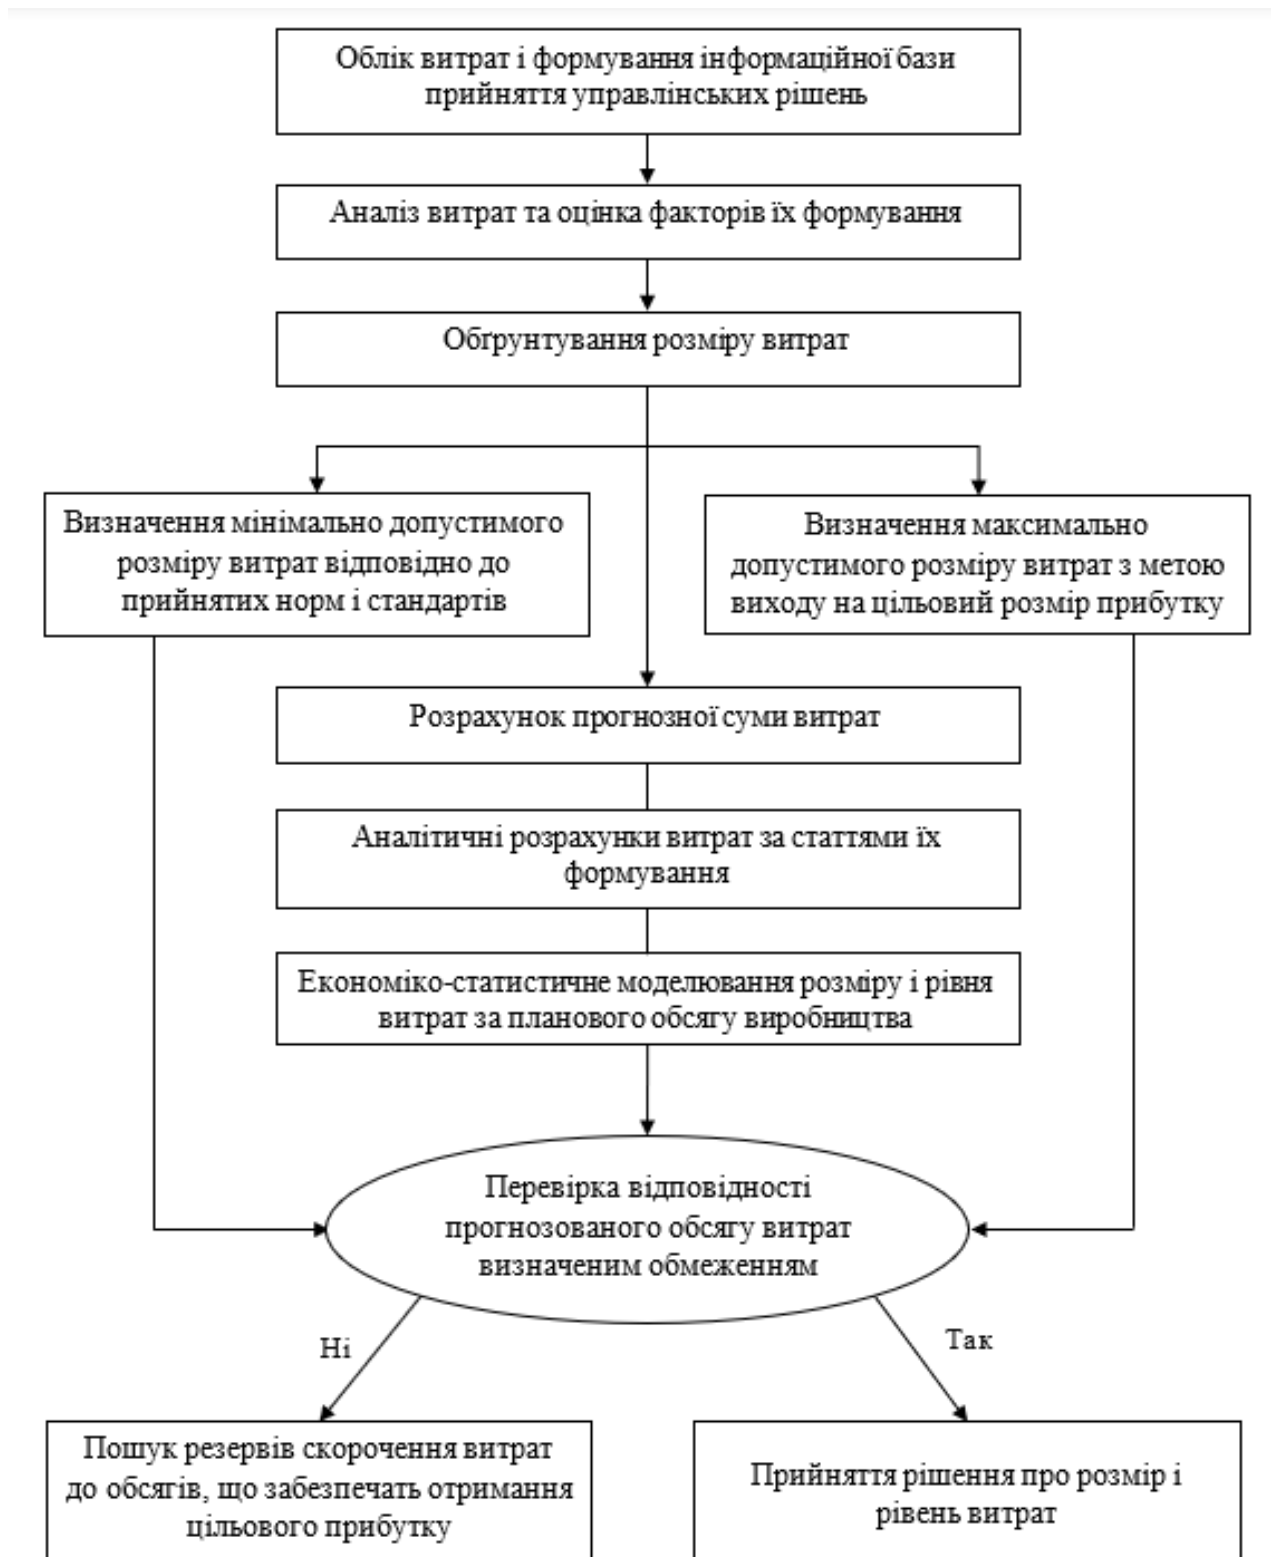 Облік витрат і формування інформаційної бази
прийняття управлінських рішень
Аналіз витрат та оцінка факторів їх формування
Обґрунтування розміру витрат
Визначення мінімально допустимого
розміру витрат відповідно до
прийнятих норм і стандартів
Визначення максимально
допустимого розміру витрат з метою
виходу на цільовий розмір прибутку
Розрахунок прогнозної суми витрат
Аналітичні розрахунки витрат за статтями їх
формування
Економіко-статистичне моделювання розміру і рівня
витрат за планового обсягу виробництва
Перевірка відповідності
прогнозованого обсягу витрат
визначеним обмеженням
Ні
Так
Пошук резервів скорочення витрат
до обсягів, що забезпечать отримання
цільового прибутку
Прийняття рішення про розмір і
рівень витрат